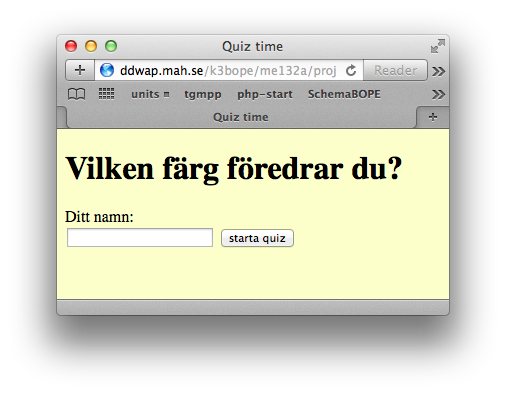 Quiz time
ddwap.mah.se/k3bope/me132a/proj
Reader
units
tgmpp
php-start
SchemaBOPE
Quiz time
Vilken färg föredrar du?
Ditt namn:
starta quiz